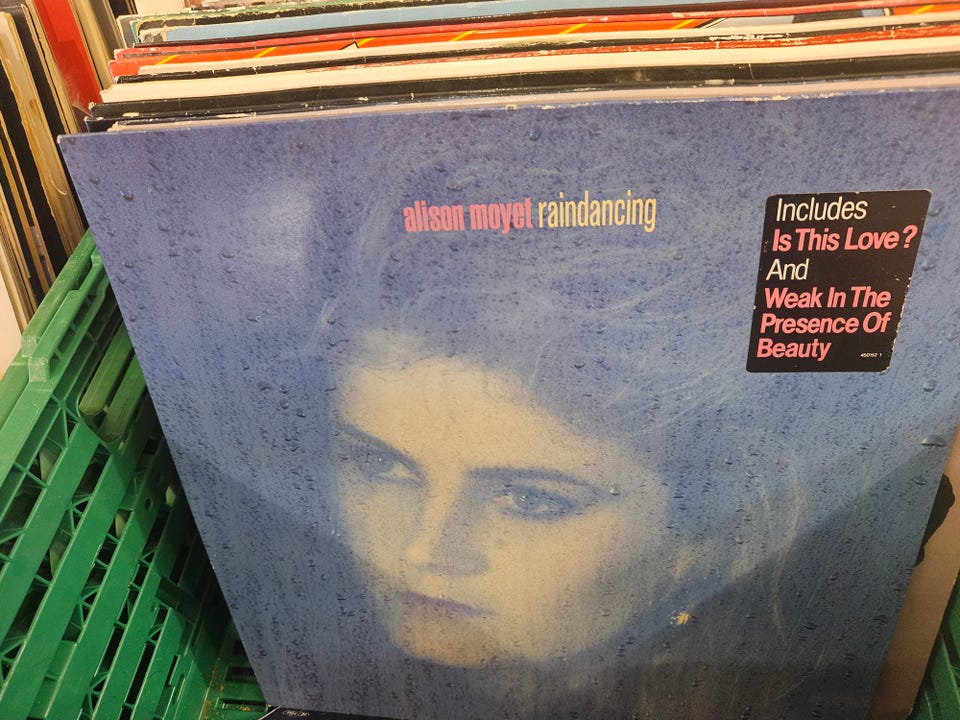 alison moyet raindancing
Includes
Is This Love?
And
Weak In The
Presence Of
Beauty
450152 1